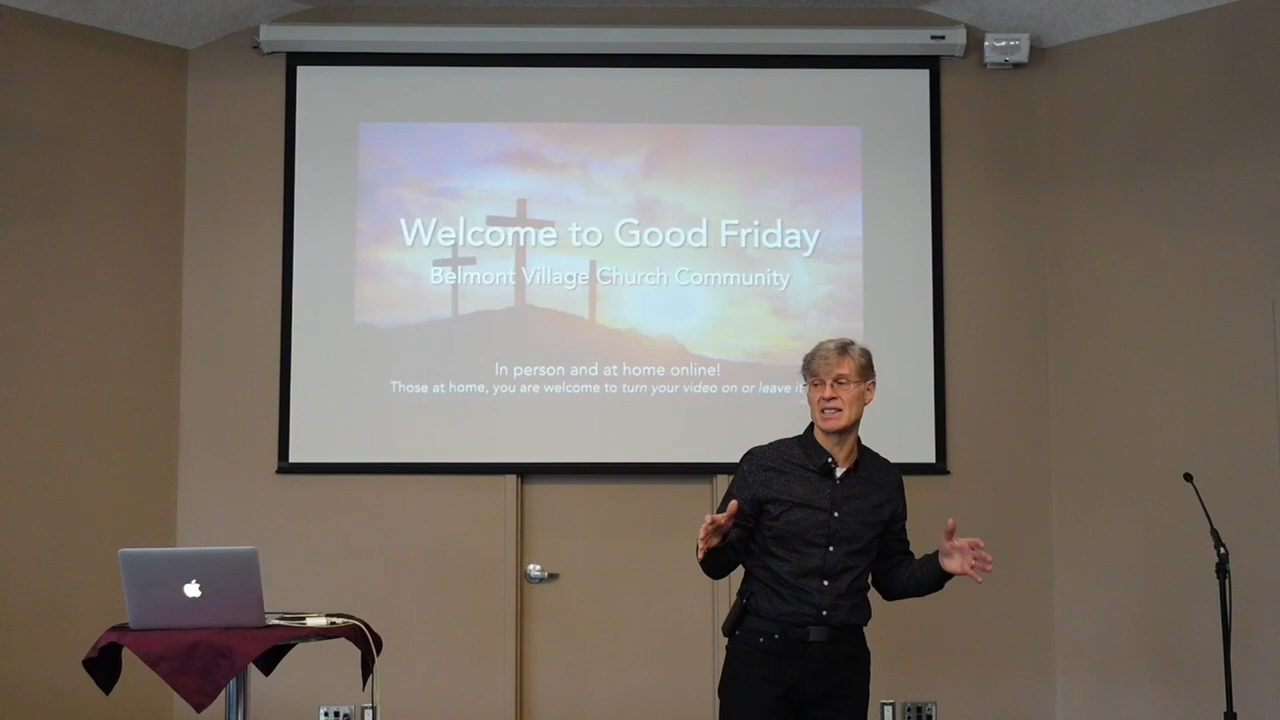 Welcome to Good Friday
Belmont Village Church Community
In person and at home online!
Those at home, you are welcome to turn your video on or leave it